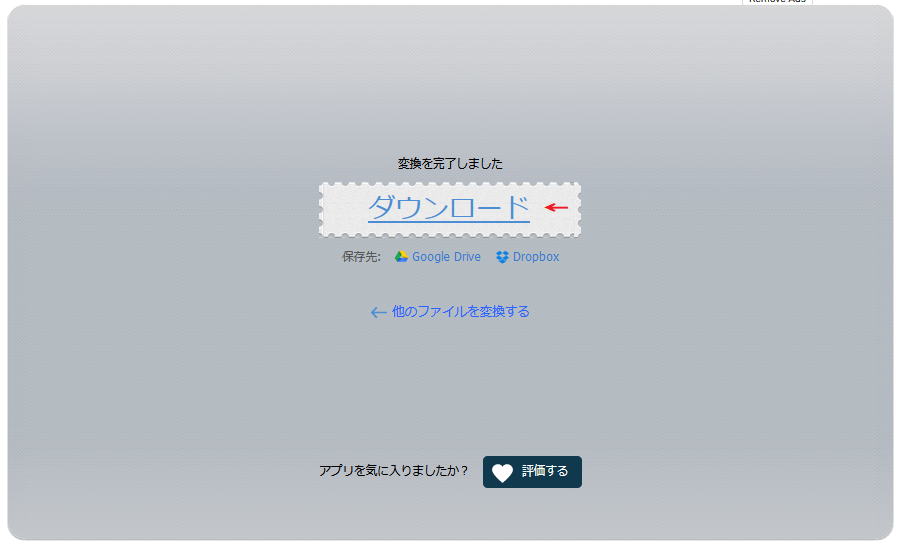 Remove Ads
変換を完了しました
ダウンロード
保存先: Google Drive Dropbox
他のファイルを変換する
アプリを気に入りましたか？ 評価する